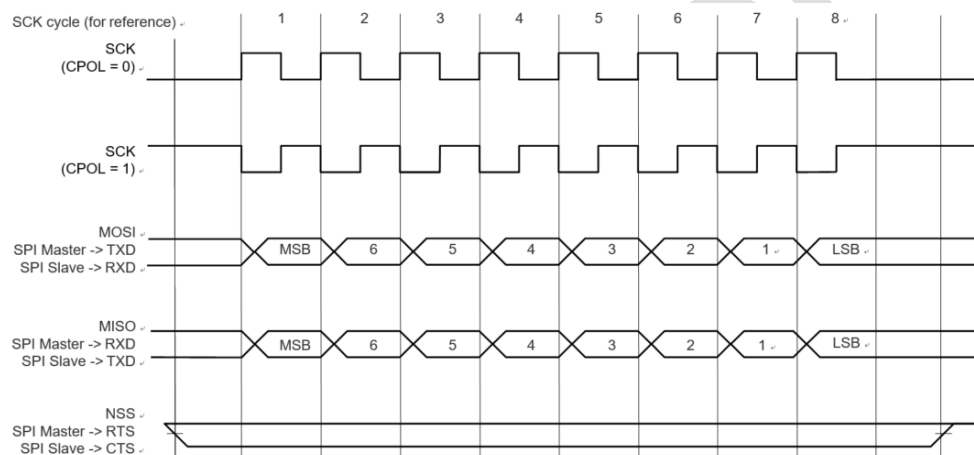 SCK cycle (for reference)
1 2 3 4 5 6 7 8
SCK
(CPOL = 0)
SCK
(CPOL = 1)
MOSI
SPI Master -> TXD
SPI Slave -> RXD
MSB 6 5 4 3 2 1 LSB
MISO
SPI Master -> RXD
SPI Slave -> TXD
MSB 6 5 4 3 2 1 LSB
NSS
SPI Master -> RTS
SPI Slave -> CTS